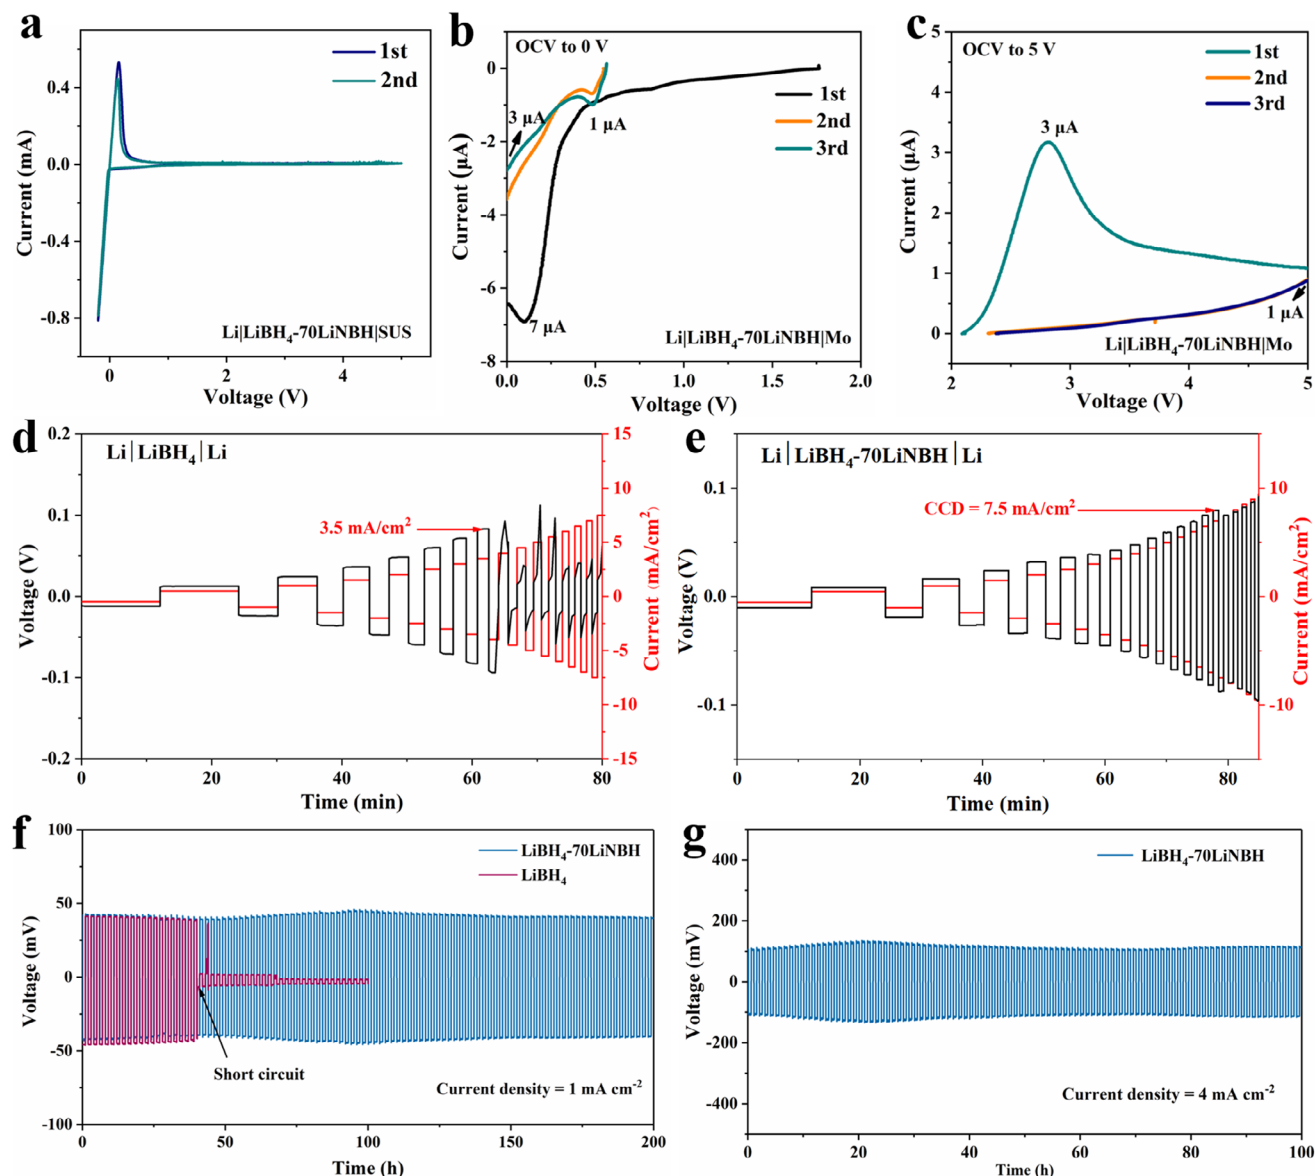 a
0.4
0.0
-0.4
-0.8
Current (mA)
1st
2nd
Li|LiBH₄-70LiNBH|SUS
0
2
4
Voltage (V)
b
OCV to 0 V
0
-2
-4
-6
-8
Current (μA)
1st
2nd
3rd
3 μA
1 μA
7 μA
Li|LiBH₄-70LiNBH|Mo
0.0
0.5
1.0
1.5
2.0
Voltage (V)
c
OCV to 5 V
5
4
3
2
1
0
Current (μA)
1st
2nd
3rd
3 μA
1 μA
Li|LiBH₄-70LiNBH|Mo
2
3
4
5
Voltage (V)
d
Li|LiBH₄|Li
0.2
0.1
0.0
-0.1
-0.2
Voltage (V)
3.5 mA/cm²
15
10
5
0
-5
-10
-15
Current (mA/cm²)
0
20
40
60
80
Time (min)
e
Li|LiBH₄-70LiNBH|Li
0.1
0.0
-0.1
Voltage (V)
CCD = 7.5 mA/cm²
10
0
-10
Current (mA/cm²)
0
20
40
60
80
Time (min)
f
100
50
0
-50
-100
Voltage (mV)
LiBH₄-70LiNBH
LiBH₄
Short circuit
Current density = 1 mA cm⁻²
0
50
100
150
200
Time (h)
g
400
200
0
-200
-400
Voltage (mV)
LiBH₄-70LiNBH
Current density = 4 mA cm⁻²
0
20
40
60
80
100
Time (h)